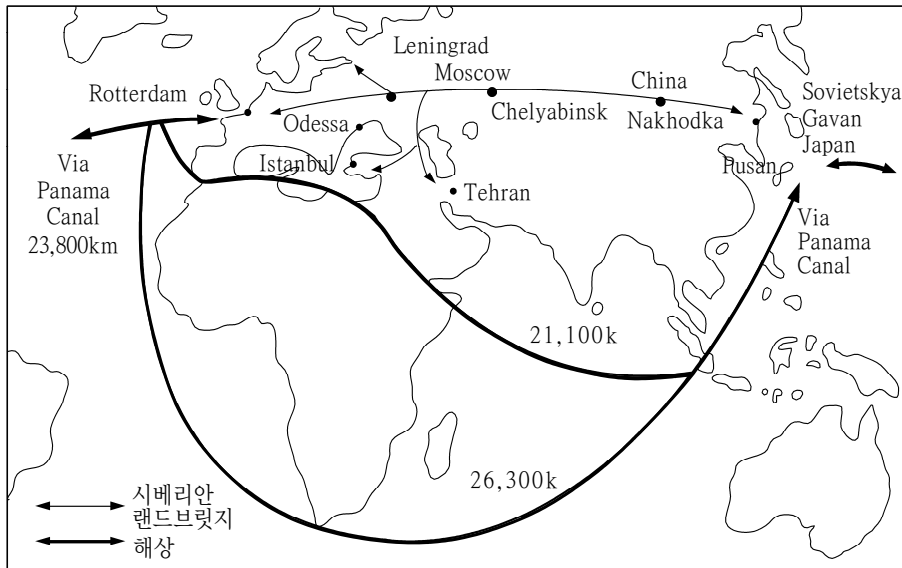 Leningrad
Moscow
Rotterdam
China
Sovietskya
Gavan
Japan
Chelyabinsk
Nakhodka
Odessa
Istanbul
Pusan
Tehran
Via
Panama
Canal
23,800km
Via
Panama
Canal
21,100k
26,300k
시베리안
랜드브릿지
해상